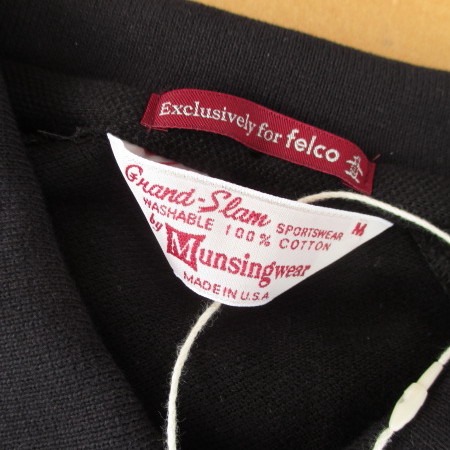 Exclusively for felco
Grand-Slam
SPORTSWEAR M
WASHABLE 100% COTTON
by Munsingwear
MADE IN U.S.A